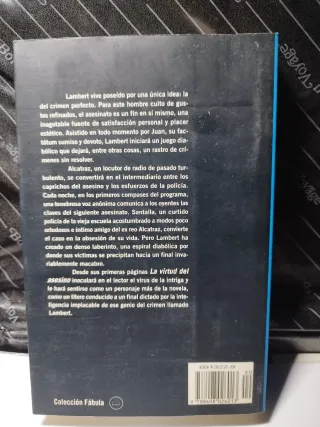 Lambert vive poseído por una única idea: la
del crimen perfecto. Para este hombre culto de gus-
tos refinados, el asesinato es un fin en sí mismo, una
inagotable fuente de satisfacción personal y placer
estético. Asistido en todo momento por Juan, su fac-
tótum sumiso y devoto, Lambert iniciará un juego dia-
bólico que dejará, entre otras cosas, un rastro de crí-
menes sin resolver.
Alcatraz, un locutor de radio de pasado tur-
bulento, se convertirá en el intermediario entre los
caprichos del asesino y los esfuerzos de la policía.
Cada noche, en los primeros compases del programa,
una tenebrosa voz anónima comunica a los oyentes las
claves del siguiente asesinato. Santalla, un curtido
policía de la vieja escuela acostumbrado a modos poco
ortodoxos e íntimo amigo del ex reo Alcatraz, convierte
el caso en la obsesión de su vida. Pero Lambert ha
creado un denso laberinto, una espiral diabólica por
donde sus víctimas se precipitan hacia un final inva-
riablemente macabro.
Desde sus primeras páginas La virtud del
asesino inoculará en el lector el virus de la intriga y
le hará sentirse como un personaje más de la novela,
como un títere conducido a un final dictado por la in-
teligencia implacable de ese genio del crimen llamado
Lambert.
Colección Fábula
Voyage